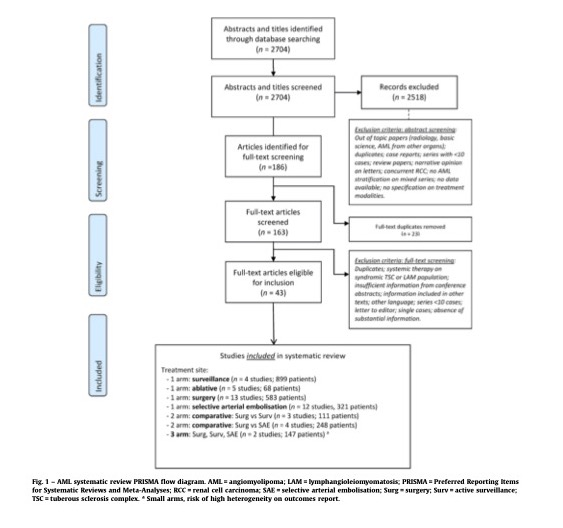 Abstracts and titles identified
through database searching
(n = 2704)
Identification
Abstracts and titles screened
(n = 2704)
Records excluded
(n = 2518)
Exclusion criteria: abstract screening:
Out of topic papers (radiology, basic
science, AML from other organs);
duplicates; case reports; series with <10
cases; review papers; narrative opinion
on letters; concurrent RCC; no AML
stratification on mixed series; no data
available; no specification on treatment
modalities.
Screening
Articles identified for
full-text screening
(n =186)
Full-text articles
screened
(n = 163)
Full-text duplicates removed
(n = 23)
Eligibility
Full-text articles eligible
for inclusion
(n = 43)
Exclusion criteria: full-text screening:
Duplicates; systemic therapy on
syndromic TSC or LAM population;
insufficient information from conference
abstracts; information included in other
texts; other language; series <10 cases;
letter to editor; single cases; absence of
substantial information.
Included
Studies included in systematic review
Treatment site:
- 1 arm: surveillance (n = 4 studies; 899 patients)
- 1 arm: ablative (n = 5 studies; 68 patients)
- 1 arm: surgery (n = 13 studies; 583 patients)
- 1 arm: selective arterial embolisation (n = 12 studies, 321 patients)
- 2 arm: comparative: Surg vs Surv (n = 3 studies; 111 patients)
- 2 arm: comparative: Surg vs SAE (n = 4 studies; 248 patients)
- 3 arm: Surg, Surv, SAE (n = 2 studies; 147 patients) *
Fig. 1 – AML systematic review PRISMA flow diagram. AML = angiomyolipoma; LAM = lymphangioleiomyomatosis; PRISMA = Preferred Reporting Items
for Systematic Reviews and Meta-Analyses; RCC = renal cell carcinoma; SAE = selective arterial embolisation; Surg = surgery; Surv = active surveillance;
TSC = tuberous sclerosis complex. * Small arms, risk of high heterogeneity on outcomes report.